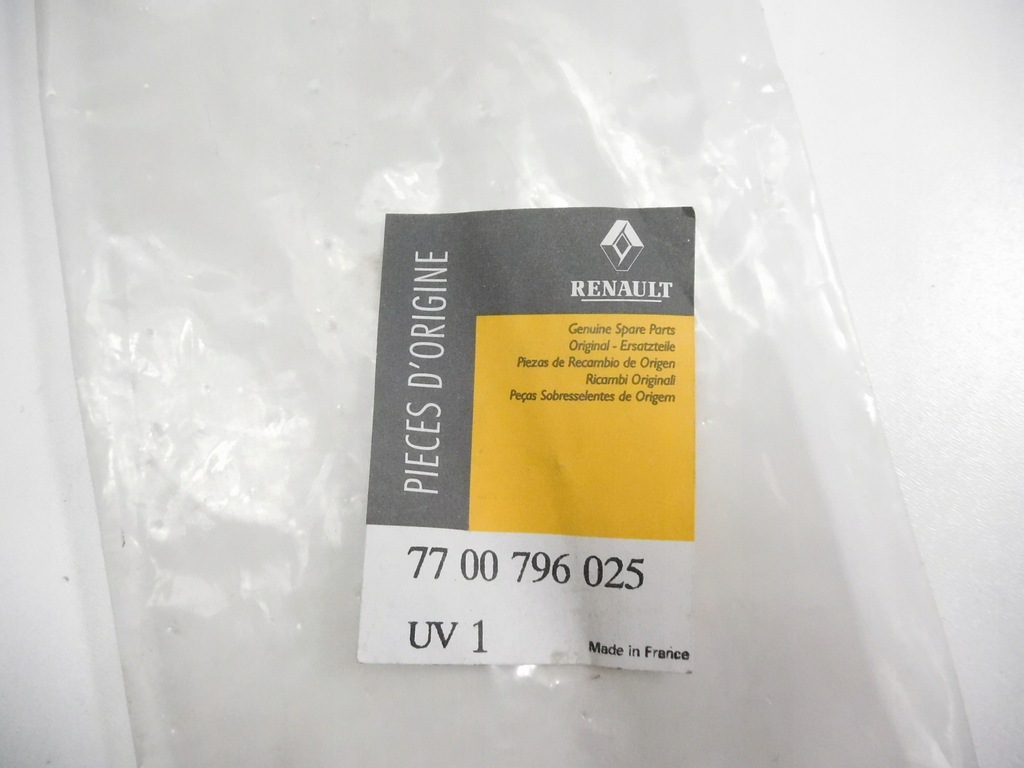 PIECES D'ORIGINE
RENAULT
Genuine Spare Parts
Original - Ersatzteile
Piezas de Recambio de Origen
Ricambi Originali
Peças Sobresselentes de Origem
77 00 796 025
UV 1
Made in France